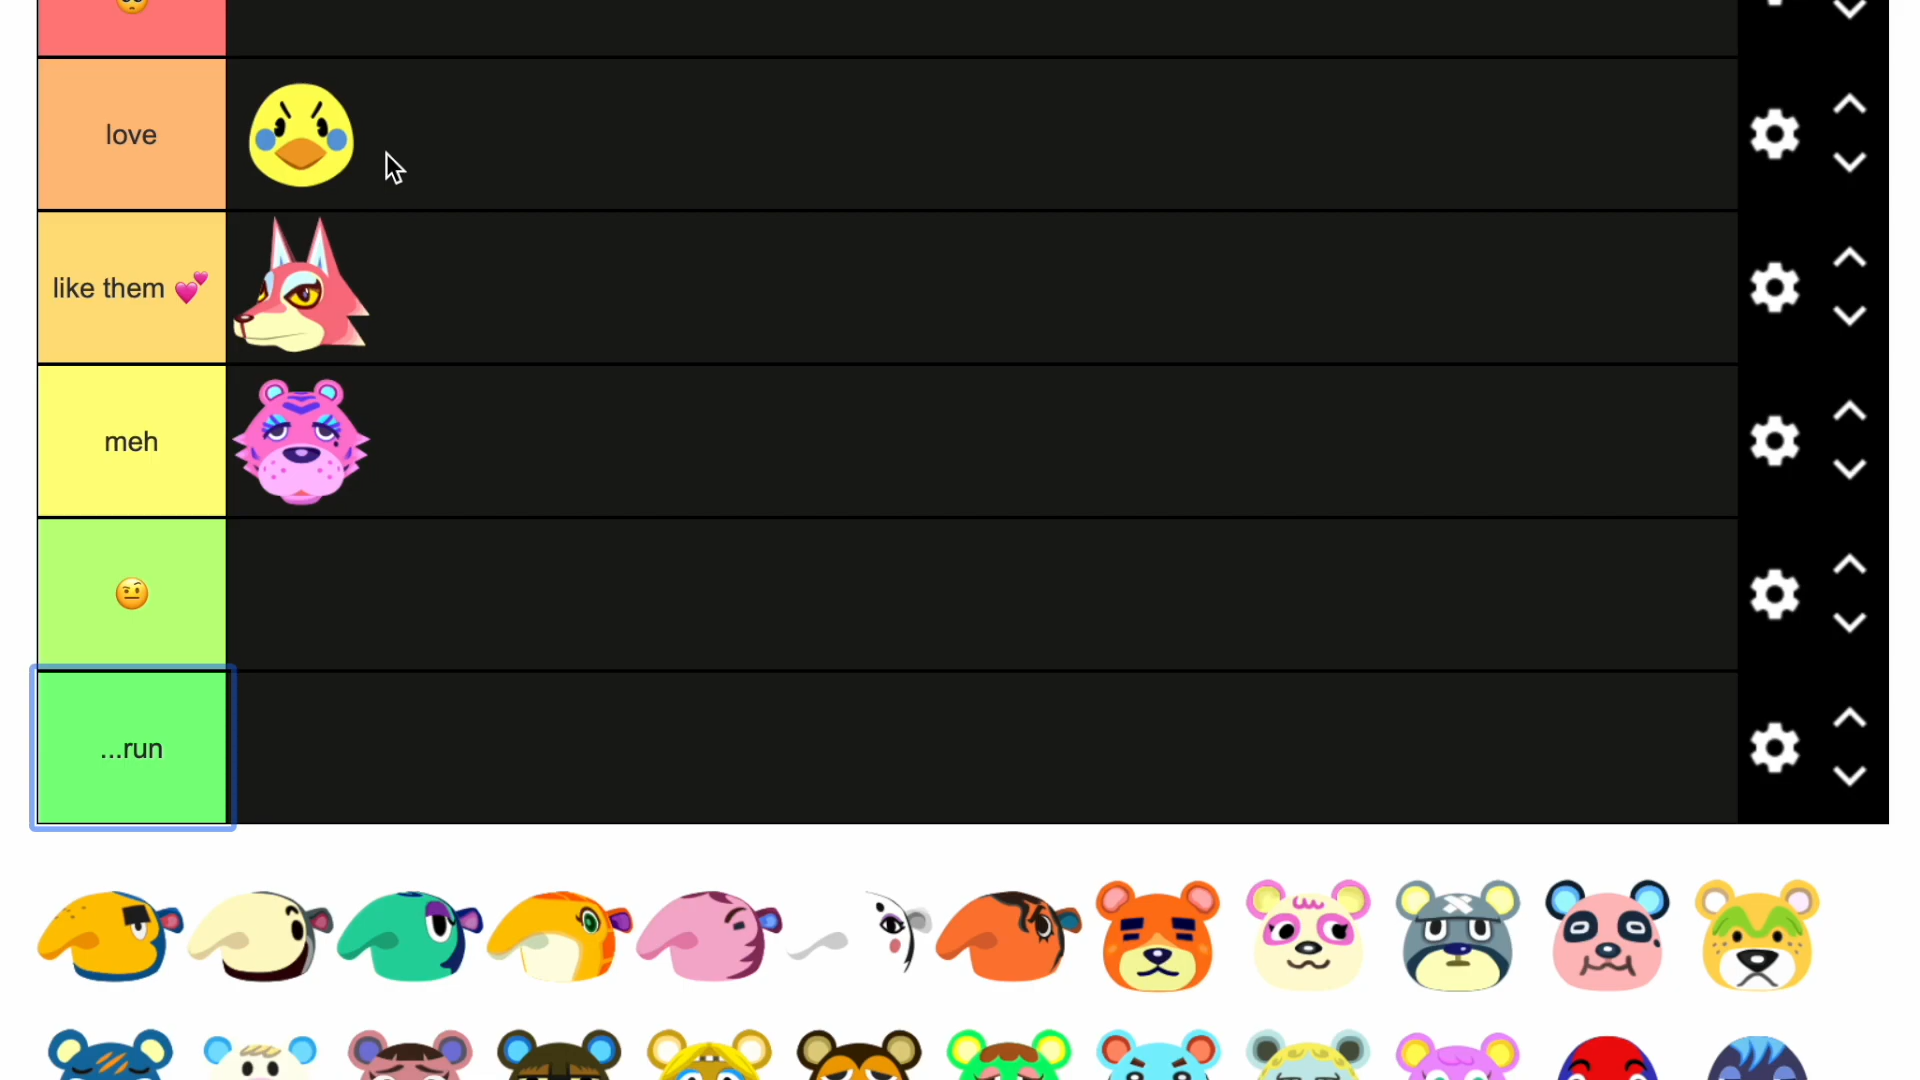 love
like them 💕
meh
🤨
...run